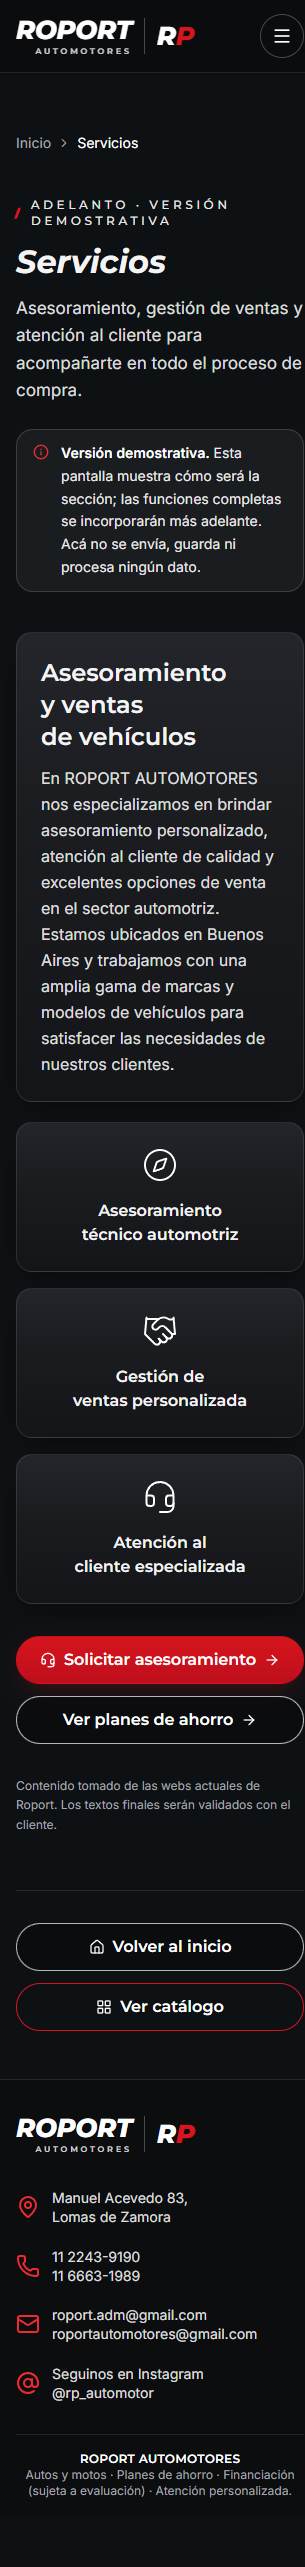 ROPORT RP
AUTOMOTORES
Inicio > Servicios
/ ADELANTO · VERSIÓN
DEMOSTRATIVA
Servicios
Asesoramiento, gestión de ventas y
atención al cliente para
acompañarte en todo el proceso de
compra.
Versión demostrativa. Esta
pantalla muestra cómo será la
sección; las funciones completas
se incorporarán más adelante.
Acá no se envía, guarda ni
procesa ningún dato.
Asesoramiento
y ventas
de vehículos
En ROPORT AUTOMOTORES
nos especializamos en brindar
asesoramiento personalizado,
atención al cliente de calidad y
excelentes opciones de venta
en el sector automotriz.
Estamos ubicados en Buenos
Aires y trabajamos con una
amplia gama de marcas y
modelos de vehículos para
satisfacer las necesidades de
nuestros clientes.
Asesoramiento
técnico automotriz
Gestión de
ventas personalizada
Atención al
cliente especializada
Solicitar asesoramiento →
Ver planes de ahorro →
Contenido tomado de las webs actuales de
Roport. Los textos finales serán validados con el
cliente.
Volver al inicio
Ver catálogo
ROPORT RP
AUTOMOTORES
Manuel Acevedo 83,
Lomas de Zamora
11 2243-9190
11 6663-1989
roport.adm@gmail.com
roportautomotores@gmail.com
Seguinos en Instagram
@rp_automotor
ROPORT AUTOMOTORES
Autos y motos · Planes de ahorro · Financiación
(sujeta a evaluación) · Atención personalizada.